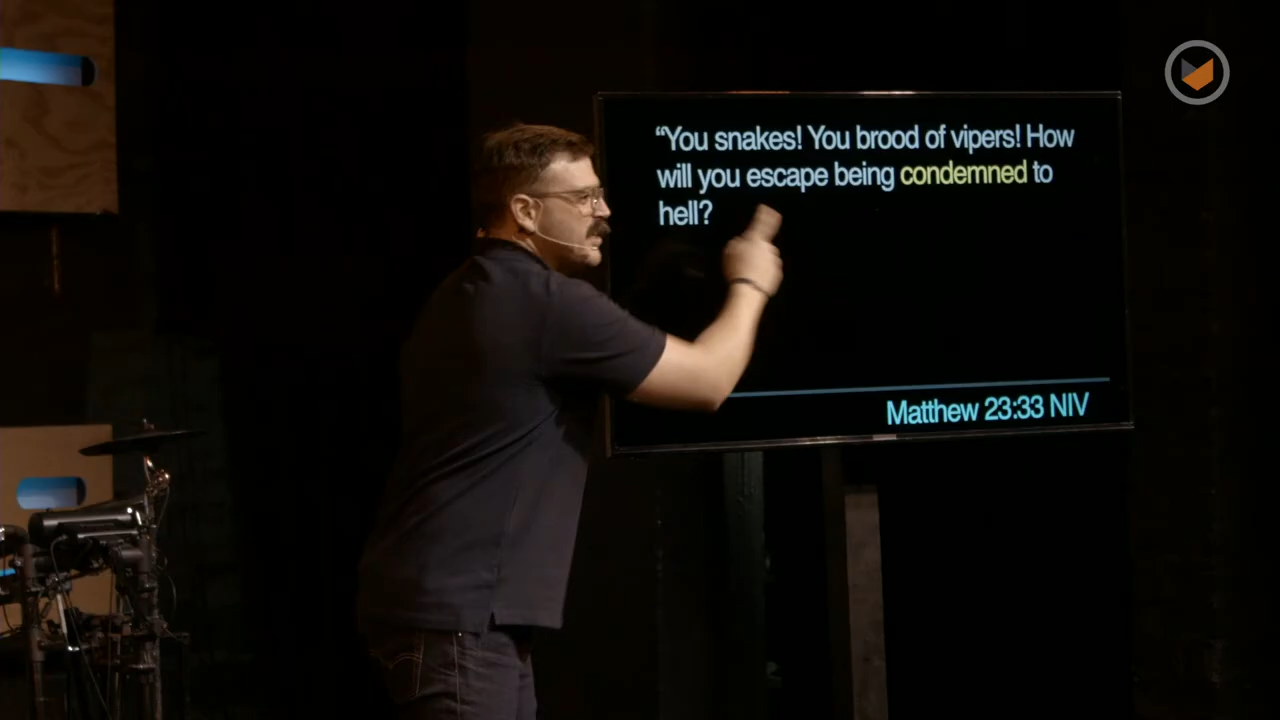 “You snakes! You brood of vipers! How
will you escape being condemned to
hell?
Matthew 23:33 NIV